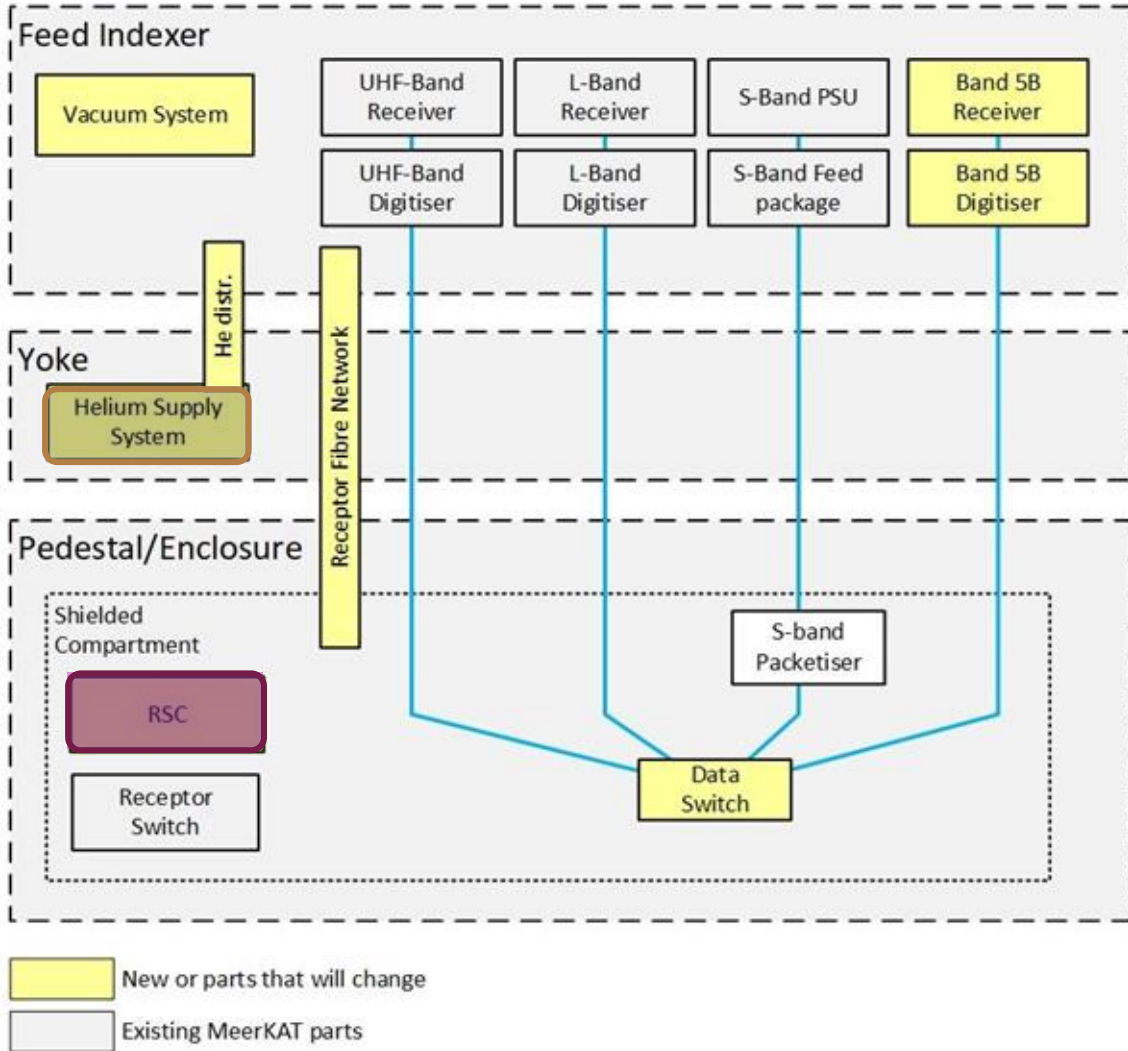 Feed Indexer
Vacuum System
UHF-Band
Receiver
L-Band
Receiver
S-Band PSU
Band 5B
Receiver
UHF-Band
Digitiser
L-Band
Digitiser
S-Band Feed
package
Band 5B
Digitiser
He distr.
Receptor Fibre Network
Yoke
Helium Supply
System
Pedestal/Enclosure
Shielded
Compartment
S-band
Packetiser
RSC
Data
Switch
Receptor
Switch
New or parts that will change
Existing MeerKAT parts